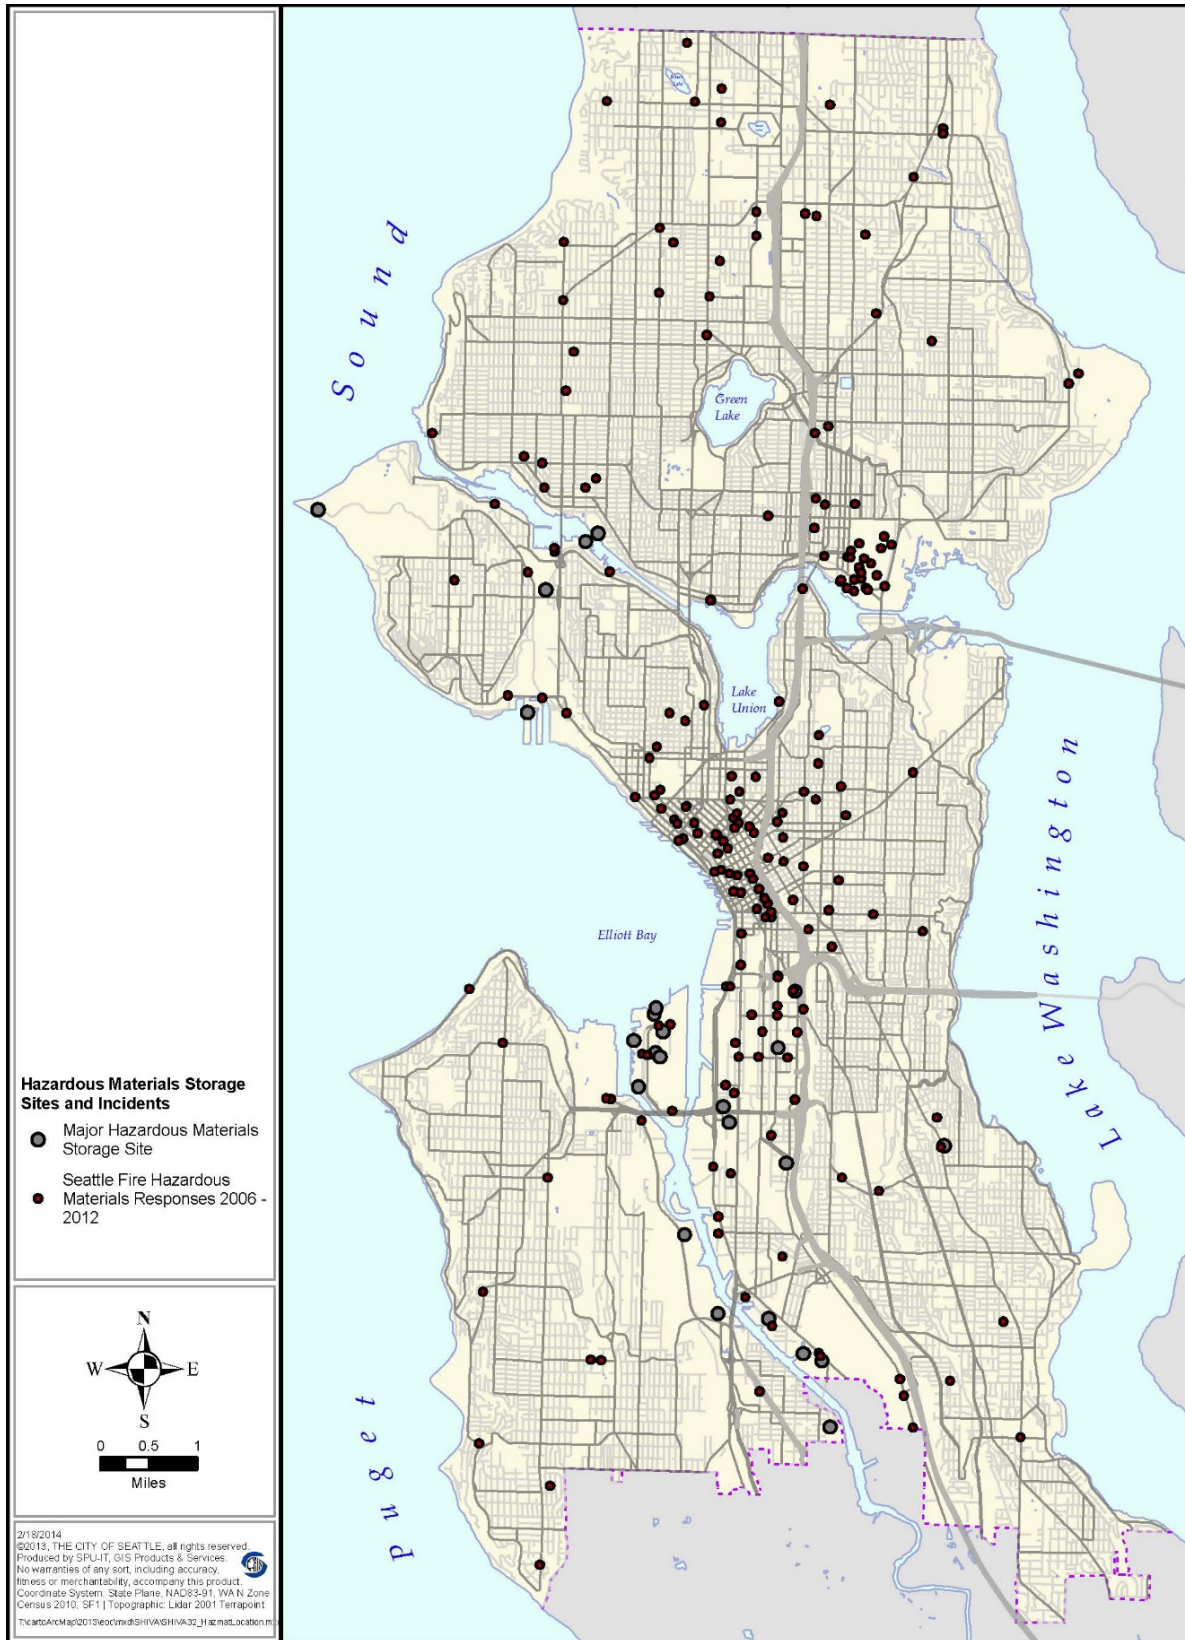 Hazardous Materials Storage
Sites and Incidents
Major Hazardous Materials
Storage Site
Seattle Fire Hazardous
Materials Responses 2006 -
2012
N
W E
S
0 0.5 1
Miles
2/18/2014
©2013, THE CITY OF SEATTLE, all rights reserved.
Produced by SPU-IT, GIS Products & Services.
No warranties of any sort, including accuracy,
fitness or merchantability, accompany this product.
Coordinate System: State Plane, NAD83-91, WA N Zone
Census 2010, SF1 | Topographic: Lidar 2001 Terrapoint
Puget Sound
Green
Lake
Lake
Union
Elliott Bay
Lake Washington